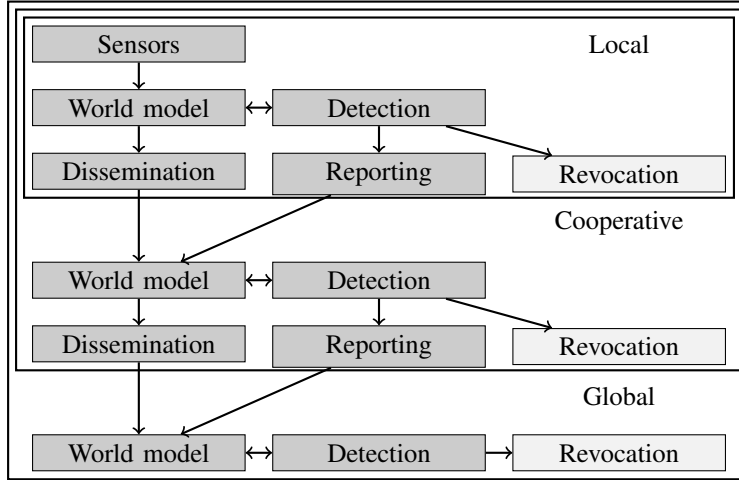 Sensors
Local
World model
Detection
Dissemination
Reporting
Revocation
Cooperative
World model
Detection
Dissemination
Reporting
Revocation
Global
World model
Detection
Revocation